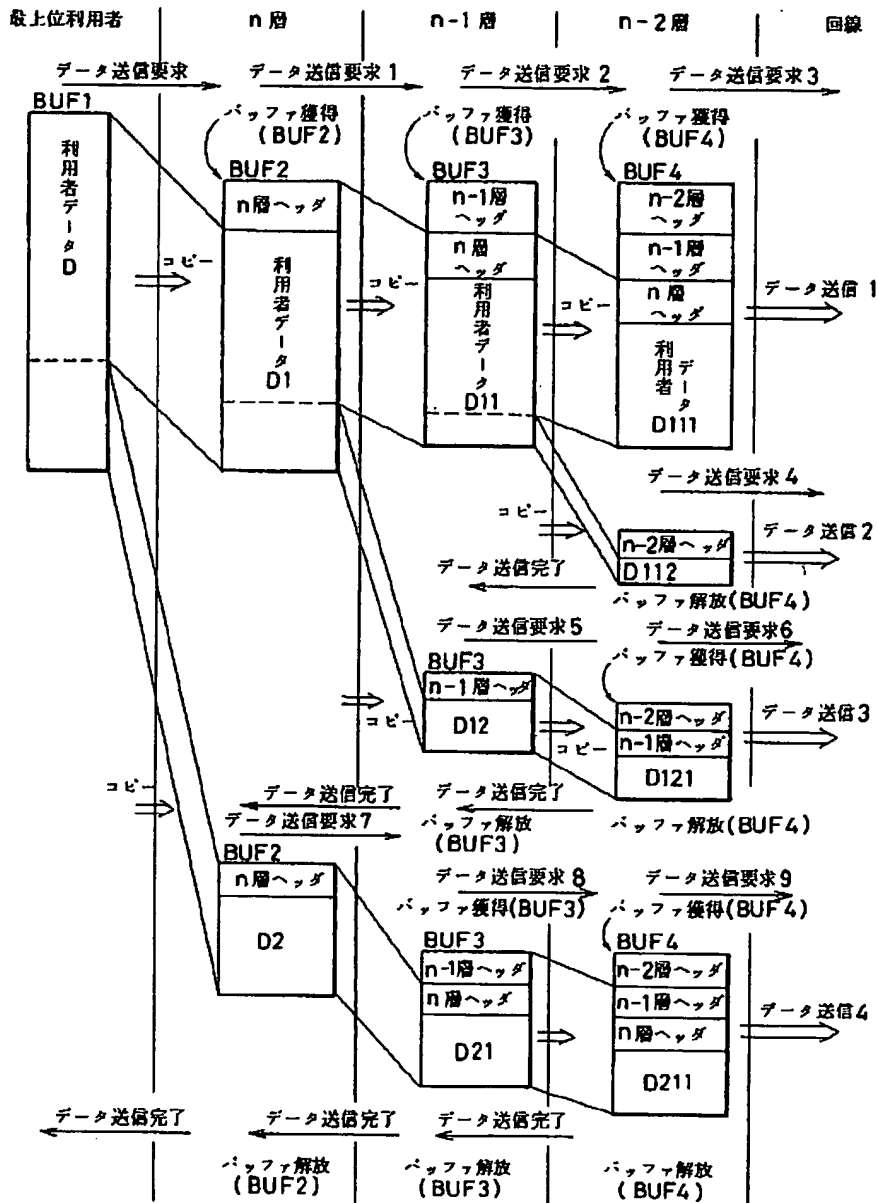 最上位利用者 n層 n-1層 n-2層 回線
データ送信要求 データ送信要求1 データ送信要求2 データ送信要求3
BUF1
バッファ獲得
(BUF2)
バッファ獲得
(BUF3)
バッファ獲得
(BUF4)
BUF2
BUF3
BUF4
利用者データD
n層ヘッダ
n-1層
ヘッダ
n-2層
ヘッダ
n層
ヘッダ
n-1層
ヘッダ
コピー
利用者データ
D1
コピー
利用者データ
D11
コピー
n層
ヘッダ
データ送信1
利用者
データ
D111
データ送信要求4
コピー
n-2層ヘッダ
データ送信2
データ送信完了
D112
バッファ解放(BUF4)
データ送信要求5
データ送信要求6
BUF3
バッファ獲得(BUF4)
n-1層ヘッダ
n-2層ヘッダ
データ送信3
コピー
D12
コピー
n-1層ヘッダ
D121
コピー
データ送信完了
データ送信完了
データ送信要求7
バッファ解放
(BUF3)
バッファ解放(BUF4)
BUF2
n層ヘッダ
データ送信要求8
データ送信要求9
バッファ獲得(BUF3)
バッファ獲得(BUF4)
D2
BUF3
BUF4
n-1層ヘッダ
n-2層ヘッダ
n層ヘッダ
n-1層ヘッダ
データ送信4
D21
n層ヘッダ
D211
データ送信完了 データ送信完了 データ送信完了
バッファ解放
(BUF2)
バッファ解放
(BUF3)
バッファ解放
(BUF4)